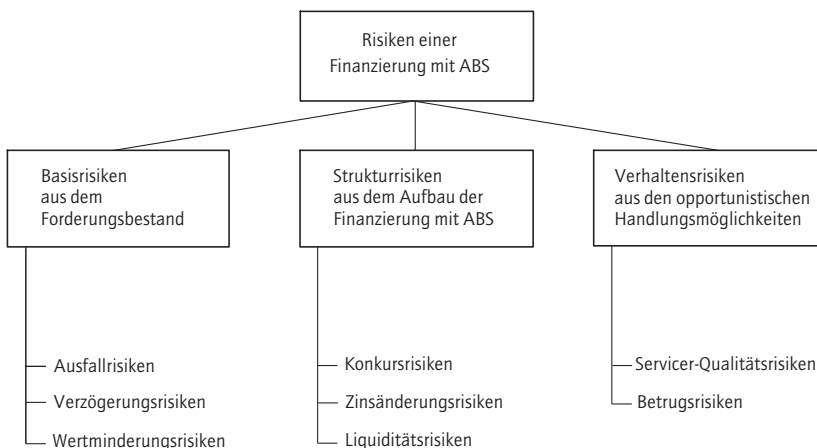 Risiken einer
Finanzierung mit ABS
Basisrisiken
aus dem
Forderungsbestand
Strukturrisiken
aus dem Aufbau der
Finanzierung mit ABS
Verhaltensrisiken
aus den opportunistischen
Handlungsmöglichkeiten
Ausfallrisiken
Verzögerungsrisiken
Wertminderungsrisiken
Konkursrisiken
Zinsänderungsrisiken
Liquiditätsrisiken
Servicer-Qualitätsrisiken
Betrugsrisiken